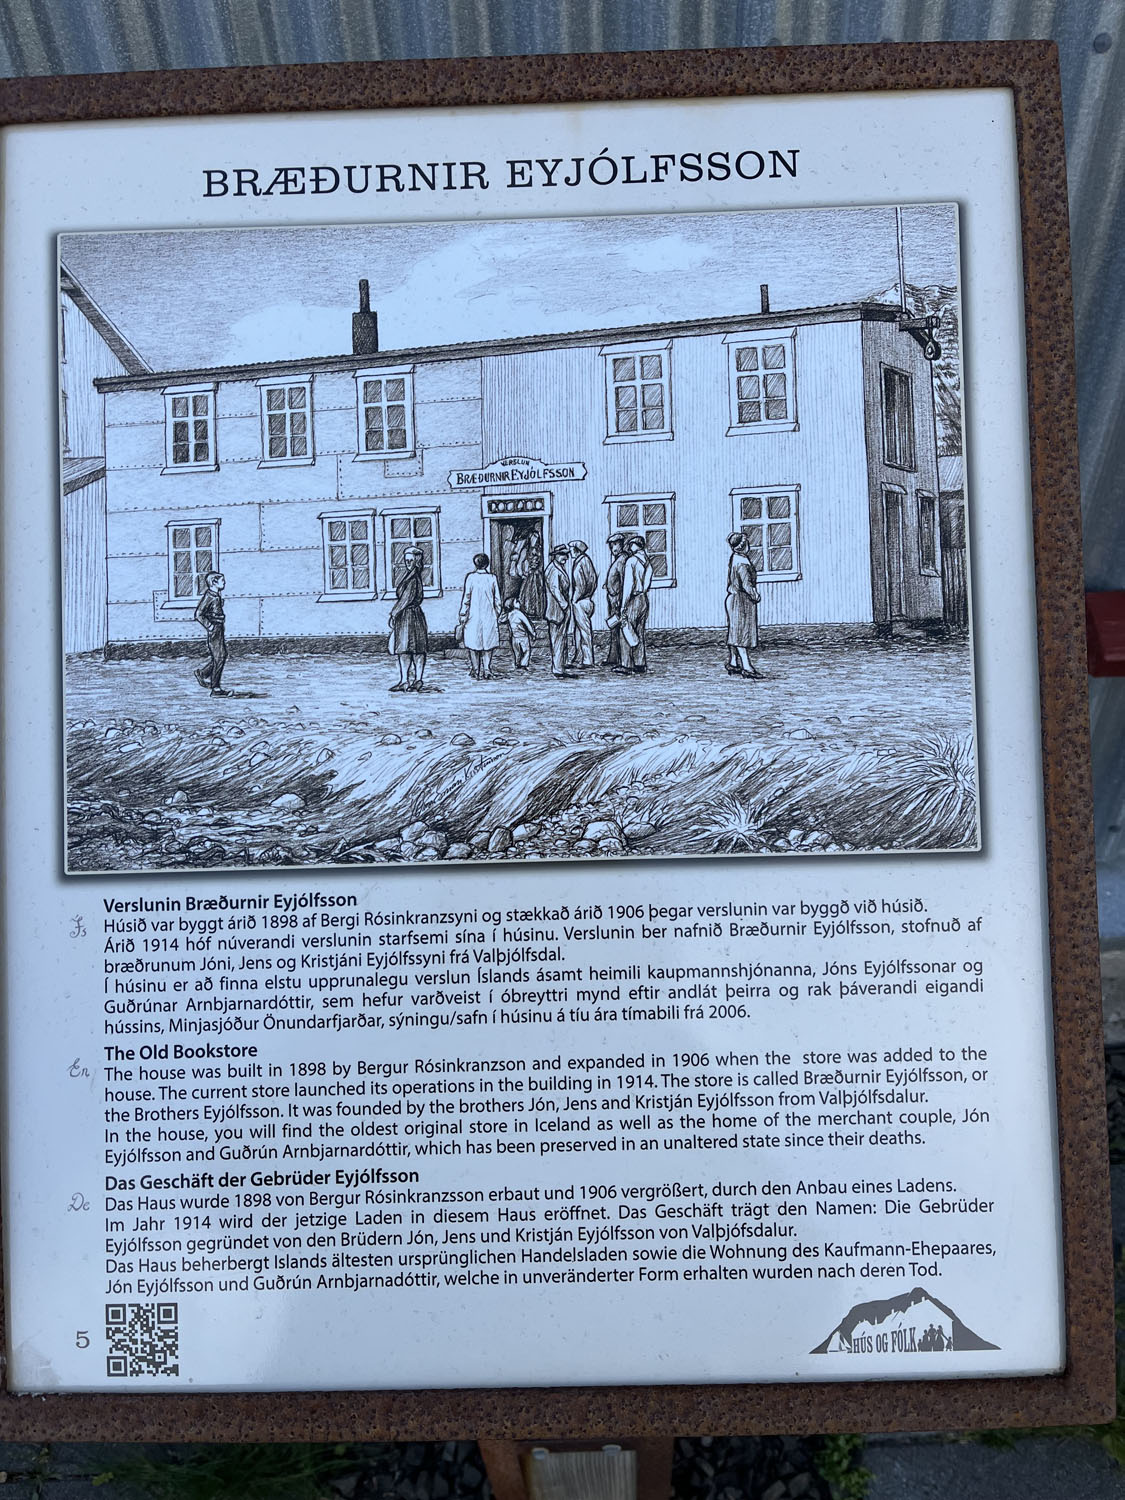 BRÆÐURNIR EYJÓLFSSON
VERSLUN
BRÆÐURNIR EYJÓLFSSON
Verslunin Bræðurnir Eyjólfsson
Ís
Húsið var byggt árið 1898 af Bergi Rósinkranzsyni og stækkað árið 1906 þegar verslunin var byggð við húsið.
Árið 1914 hóf núverandi verslunin starfsemi sína í húsinu. Verslunin ber nafnið Bræðurnir Eyjólfsson, stofnuð af
bræðrunum Jóni, Jens og Kristjáni Eyjólfssyni frá Valþjólfsdal.
Í húsinu er að finna elstu upprunalegu verslun Íslands ásamt heimili kaupmannshjónanna, Jóns Eyjólfssonar og
Guðrúnar Arnbjarnardóttir, sem hefur varðveist í óbreyttri mynd eftir andlát þeirra og rak þáverandi eigandi
hússins, Minjasjóður Önundarfjarðar, sýningu/safn í húsinu á tíu ára tímabili frá 2006.
The Old Bookstore
En
The house was built in 1898 by Bergur Rósinkranzson and expanded in 1906 when the store was added to the
house. The current store launched its operations in the building in 1914. The store is called Bræðurnir Eyjólfsson, or
the Brothers Eyjólfsson. It was founded by the brothers Jón, Jens and Kristján Eyjólfsson from Valþjólfsdalur.
In the house, you will find the oldest original store in Iceland as well as the home of the merchant couple, Jón
Eyjólfsson and Guðrún Arnbjarnardóttir, which has been preserved in an unaltered state since their deaths.
Das Geschäft der Gebrüder Eyjólfsson
De
Das Haus wurde 1898 von Bergur Rósinkranzsson erbaut und 1906 vergrößert, durch den Anbau eines Ladens.
Im Jahr 1914 wird der jetzige Laden in diesem Haus eröffnet. Das Geschäft trägt den Namen: Die Gebrüder
Eyjólfsson gegründet von den Brüdern Jón, Jens und Kristján Eyjólfsson von Valþjófsdalur.
Das Haus beherbergt Islands ältesten ursprünglichen Handelsladen sowie die Wohnung des Kaufmann-Ehepaares,
Jón Eyjólfsson und Guðrún Arnbjarnadóttir, welche in unveränderter Form erhalten wurden nach deren Tod.
5
HÚS OG FÓLK